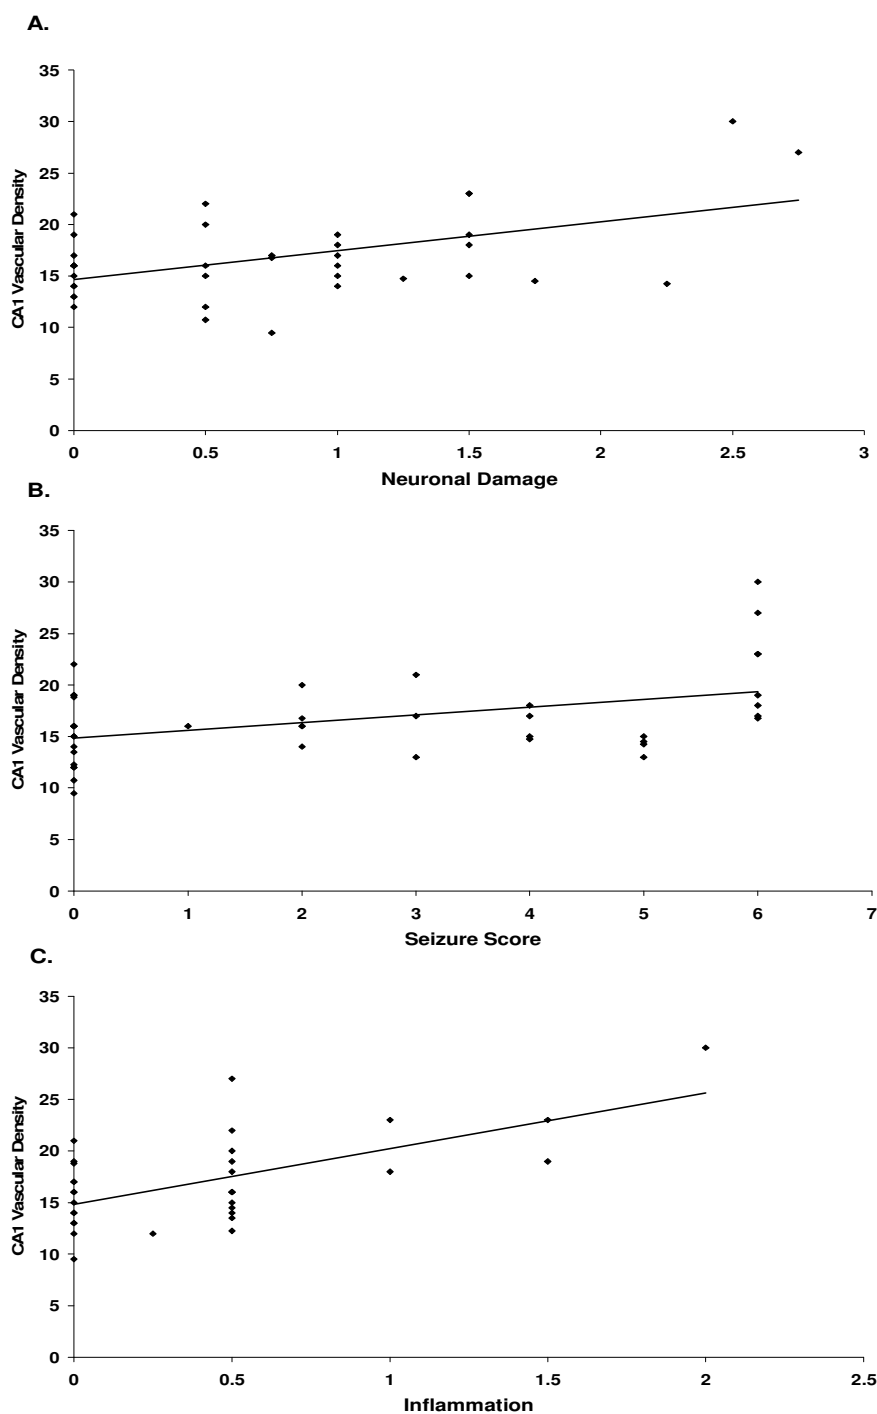 A.
35
30
25
20
15
10
5
0
CA1 Vascular Density
0 0.5 1 1.5 2 2.5 3
Neuronal Damage
B.
35
30
25
20
15
10
5
0
CA1 Vascular Density
0 1 2 3 4 5 6 7
Seizure Score
C.
35
30
25
20
15
10
5
0
CA1 Vascular Density
0 0.5 1 1.5 2 2.5
Inflammation